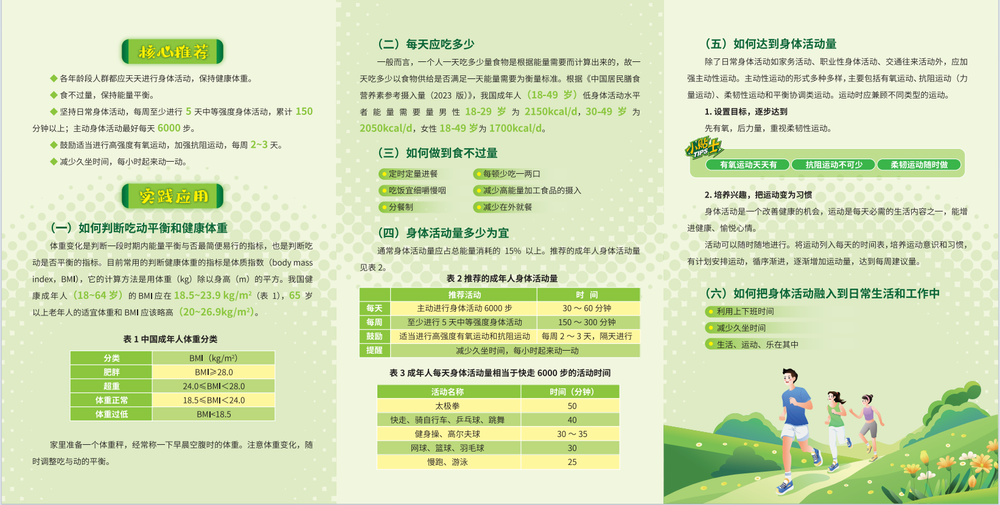 核心推荐
◆ 各年龄段人群都应天天进行身体活动，保持健康体重。
◆ 食不过量，保持能量平衡。
◆ 坚持日常身体活动，每周至少进行 5 天中等强度身体活动，累计 150
分钟以上；主动身体活动最好每天 6000 步。
◆ 鼓励适当进行高强度有氧运动，加强抗阻运动，每周 2~3 天。
◆ 减少久坐时间，每小时起来动一动。
实践应用
（一）如何判断吃动平衡和健康体重
体重变化是判断一段时期内能量平衡与否最简便易行的指标，也是判断吃
动是否平衡的指标。目前常用的判断健康体重的指标是体质指数（body mass
index，BMI），它的计算方法是用体重（kg）除以身高（m）的平方。我国健
康成年人（18~64 岁）的 BMI 应在 18.5~23.9 kg/m²（表 1），65 岁
以上老年人的适宜体重和 BMI 应该略高（20~26.9kg/m²）。
表 1 中国成年人体重分类
分类 BMI（kg/m²）
肥胖 BMI≥28.0
超重 24.0≤BMI＜28.0
体重正常 18.5≤BMI＜24.0
体重过低 BMI<18.5
家里准备一个体重秤，经常称一下早晨空腹时的体重。注意体重变化，随
时调整吃与动的平衡。
（二）每天应吃多少
一般而言，一个人一天吃多少量食物是根据能量需要而计算出来的，故一
天吃多少以食物供给是否满足一天能量需要为衡量标准。根据《中国居民膳食
营养素参考摄入量（2023 版）》，我国成年人（18-49 岁）低身体活动水平
者能量需要量男性 18-29 岁为 2150kcal/d，30-49 岁为
2050kcal/d，女性 18-49 岁为 1700kcal/d。
（三）如何做到食不过量
定时定量进餐 每顿少吃一两口
吃饭宜细嚼慢咽 减少高能量加工食品的摄入
分餐制 减少在外就餐
（四）身体活动量多少为宜
通常身体活动量应占总能量消耗的 15% 以上。推荐的成年人身体活动量
见表 2。
表 2 推荐的成年人身体活动量
推荐活动 时 间
每天 主动进行身体活动 6000 步 30 ～ 60 分钟
每周 至少进行 5 天中等强度身体活动 150 ～ 300 分钟
鼓励 适当进行高强度有氧运动和抗阻运动 每周 2 ～ 3 天，隔天进行
提醒 减少久坐时间，每小时起来动一动
表 3 成年人每天身体活动量相当于快走 6000 步的活动时间
活动名称 时间（分钟）
太极拳 50
快走、骑自行车、乒乓球、跳舞 40
健身操、高尔夫球 30 ～ 35
网球、篮球、羽毛球 30
慢跑、游泳 25
（五）如何达到身体活动量
除了日常身体活动如家务活动、职业性身体活动、交通往来活动外，应加
强主动性运动。主动性运动的形式多种多样，主要包括有氧运动、抗阻运动（力
量运动）、柔韧性运动和平衡协调类运动。运动时应兼顾不同类型的运动。
1. 设置目标，逐步达到
先有氧，后力量，重视柔韧性运动。
小贴士
TIPS
有氧运动天天有 抗阻运动不可少 柔韧运动随时做
2. 培养兴趣，把运动变为习惯
身体活动是一个改善健康的机会，运动是每天必需的生活内容之一，能增
进健康、愉悦心情。
活动可以随时随地进行。将运动列入每天的时间表，培养运动意识和习惯，
有计划安排运动，循序渐进，逐渐增加运动量，达到每周建议量。
（六）如何把身体活动融入到日常生活和工作中
利用上下班时间
减少久坐时间
生活、运动、乐在其中